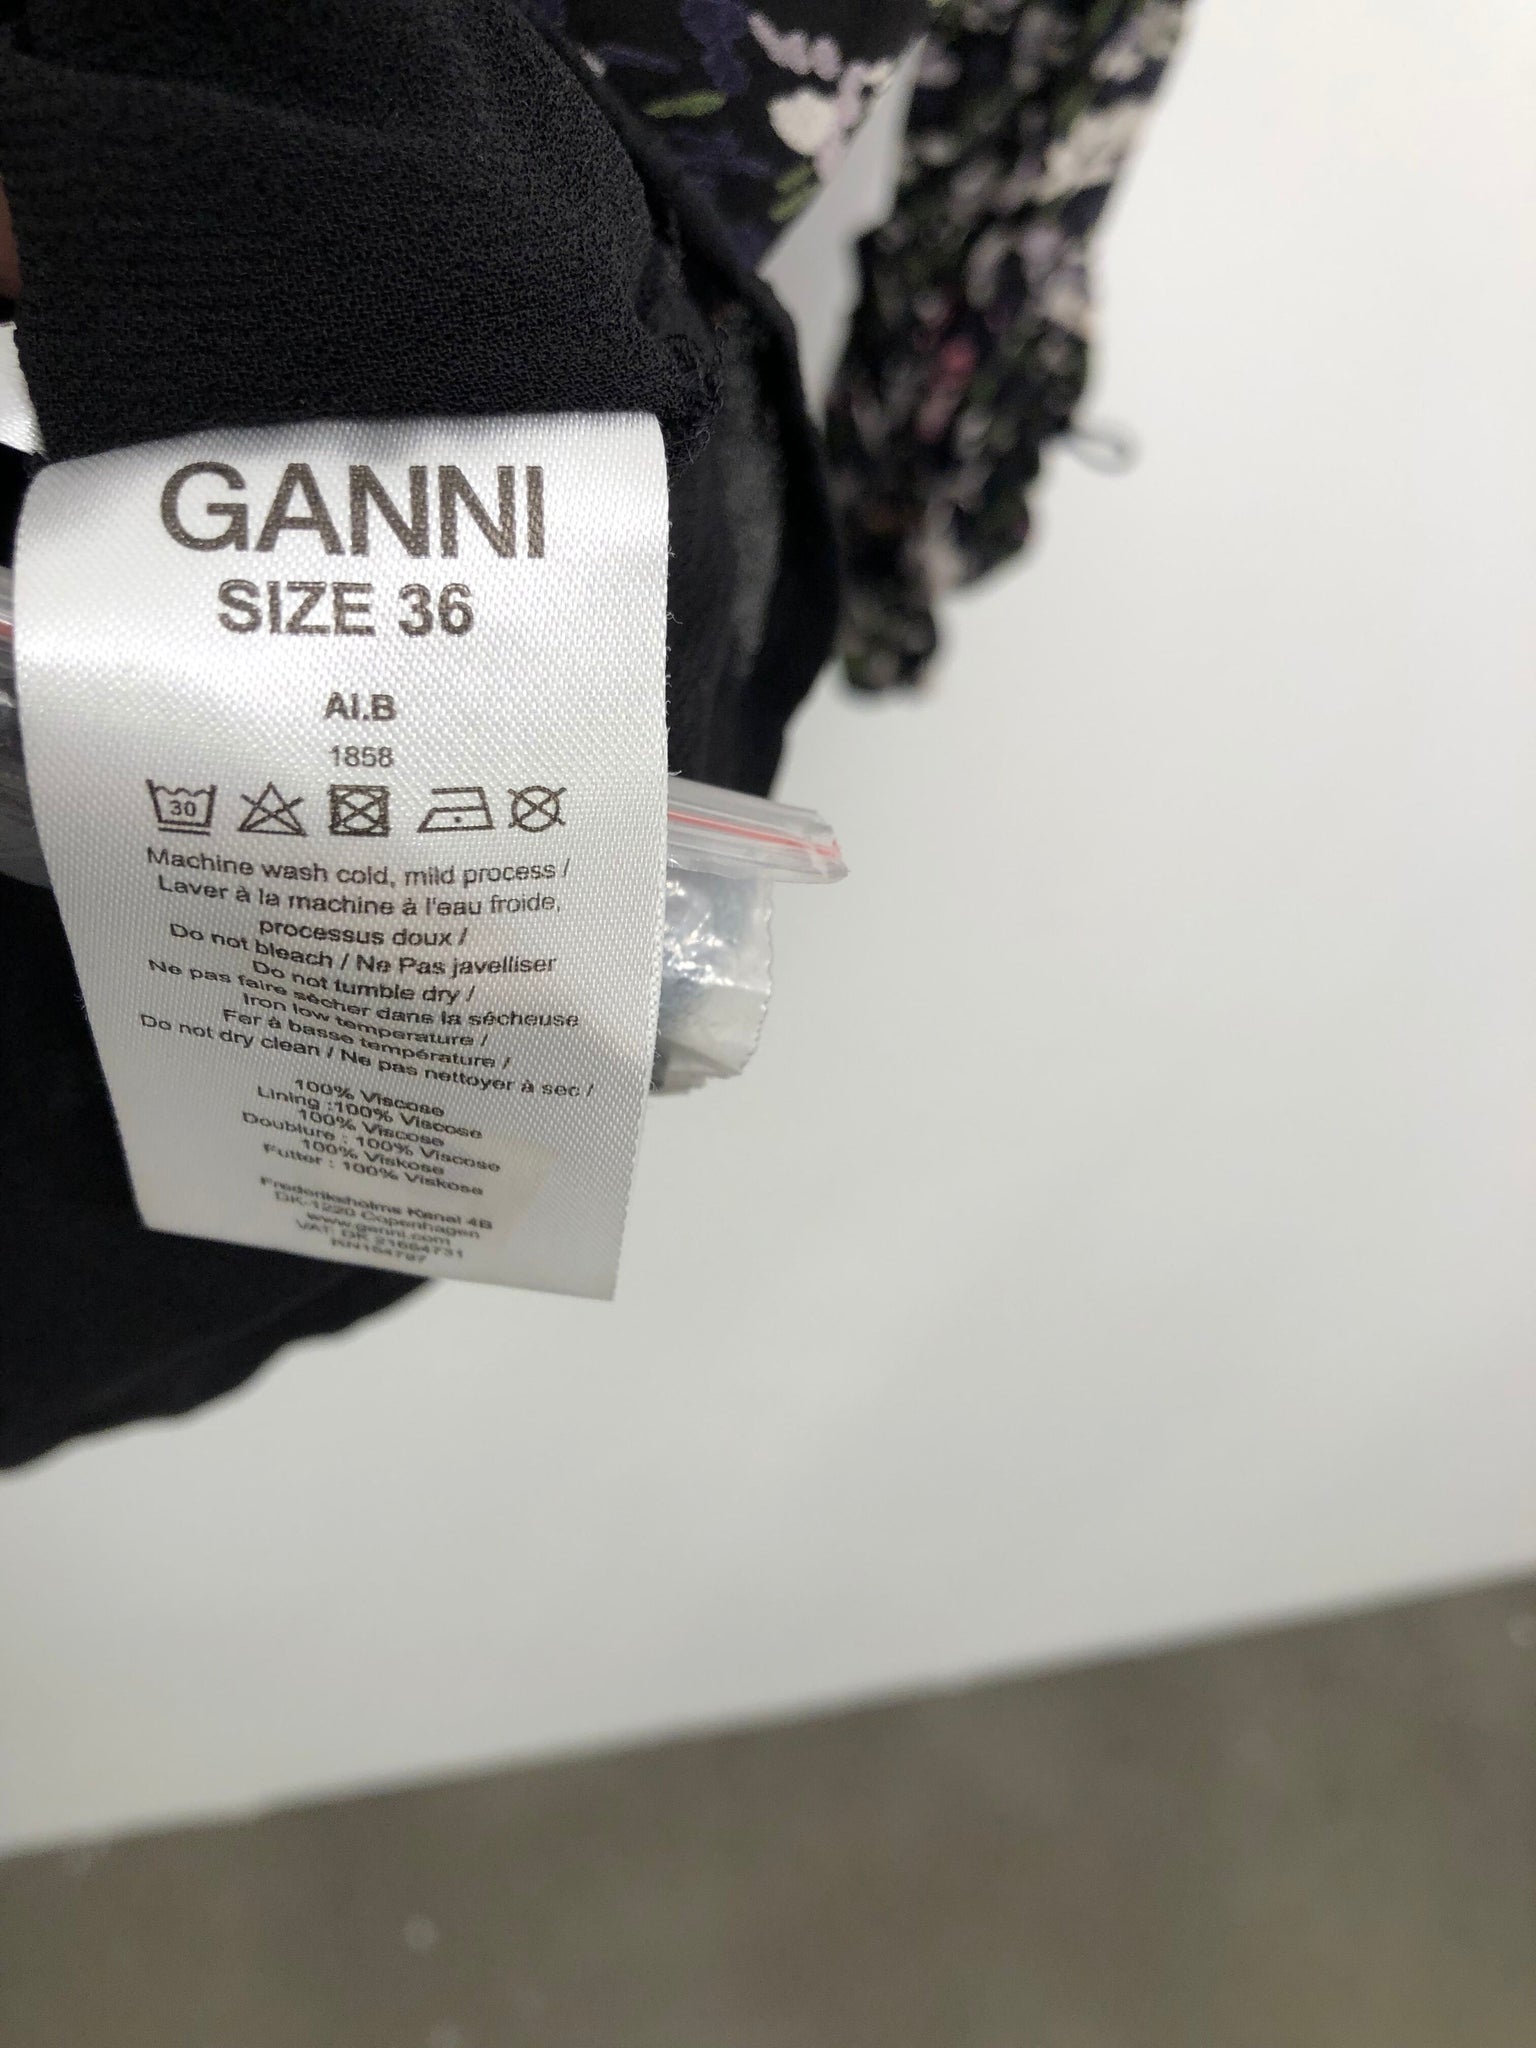 GANNI
SIZE 36
AI.B
1858
30
Machine wash cold, mild process /
Laver à la machine à l'eau froide,
processus doux /
Do not bleach / Ne Pas javelliser
Do not tumble dry /
Ne pas faire sécher dans la sécheuse
Iron low temperature /
Fer à basse température /
Do not dry clean / Ne pas nettoyer à sec /
100% Viscose
Lining :100% Viscose
100% Viscose
Doublure : 100% Viscose
100% Viskose
Futter : 100% Viskose
Frederiksholms Kanal 4B
DK-1220 Copenhagen
www.ganni.com
VAT: DK 21664731